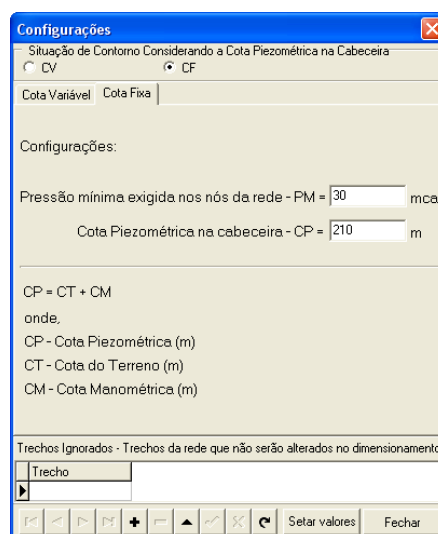 Configurações
Situação de Contorno Considerando a Cota Piezométrica na Cabeceira
CV CF
Cota Variável Cota Fixa
Configurações:
Pressão mínima exigida nos nós da rede - PM = 30 mca
Cota Piezométrica na cabeceira - CP = 210 m
CP = CT + CM
onde,
CP - Cota Piezométrica (m)
CT - Cota do Terreno (m)
CM - Cota Manométrica (m)
Trechos Ignorados - Trechos da rede que não serão alterados no dimensionamento
Trecho
Setar valores Fechar